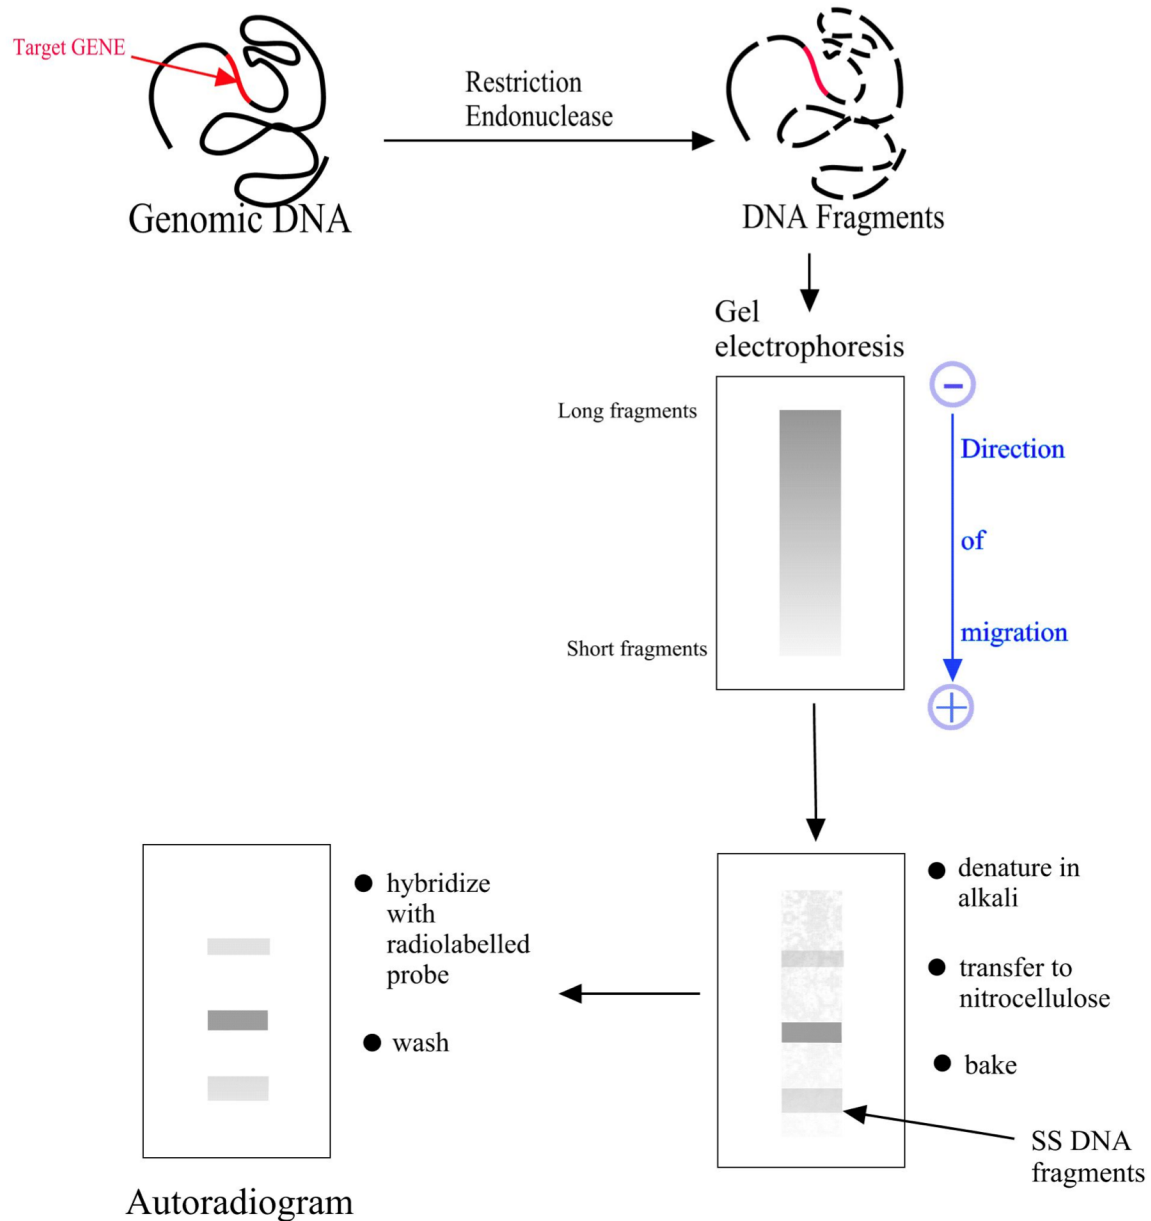 Target GENE
Restriction
Endonuclease
Genomic DNA
DNA Fragments
Gel
electrophoresis
Long fragments
-
Direction
of
migration
Short fragments
+
● denature in
alkali
● transfer to
nitrocellulose
● bake
SS DNA
fragments
● hybridize
with
radiolabelled
probe
● wash
Autoradiogram